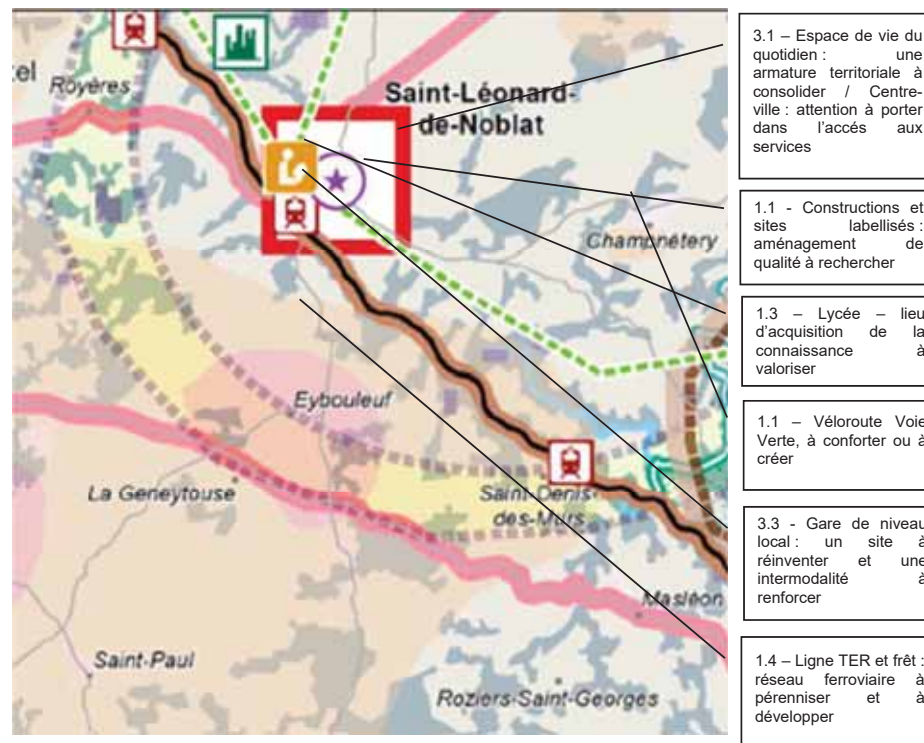 el
Royères
Saint-Léonard-
de-Noblat
Champnétery
Eybouleuf
La Geneytouse
Saint-Denis-
des-Murs
Masléon
Saint-Paul
Roziers-Saint-Georges
3.1 – Espace de vie du
quotidien : une
armature territoriale à
consolider / Centre-
ville : attention à porter
dans l'accés aux
services
1.1 - Constructions et
sites labellisés :
aménagement de
qualité à rechercher
1.3 – Lycée – lieu
d'acquisition de la
connaissance à
valoriser
1.1 – Véloroute Voie
Verte, à conforter ou à
créer
3.3 - Gare de niveau
local : un site à
réinventer et une
intermodalité à
renforcer
1.4 – Ligne TER et frêt :
réseau ferroviaire à
pérenniser et à
développer